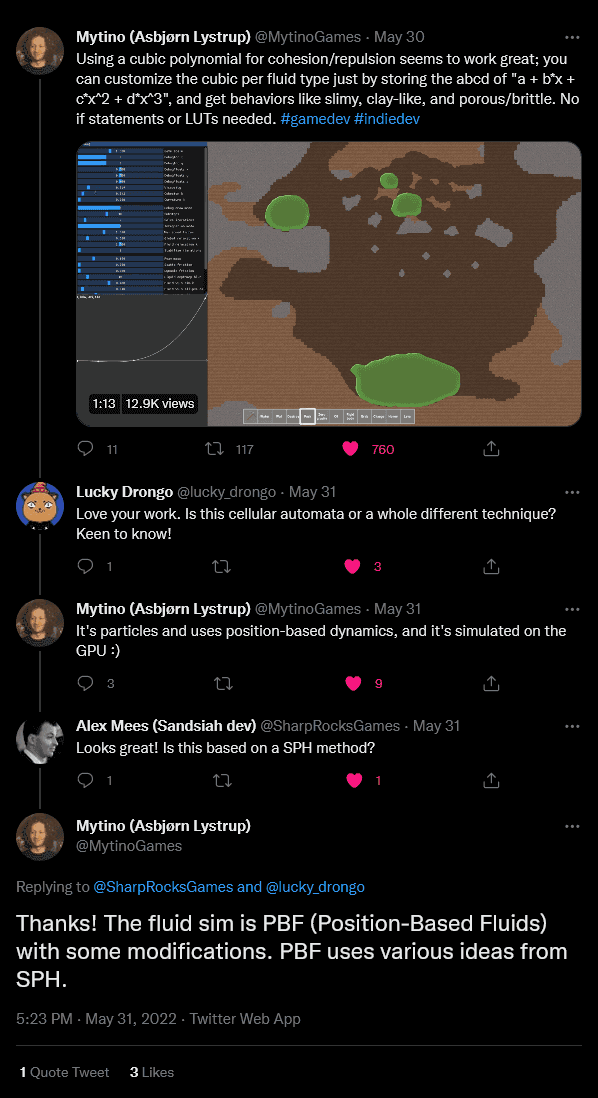 Mytino (Asbjørn Lystrup) @MytinoGames · May 30
Using a cubic polynomial for cohesion/repulsion seems to work great; you
can customize the cubic per fluid type just by storing the abcd of "a + b*x +
c*x^2 + d*x^3", and get behaviors like slimy, clay-like, and porous/brittle. No
if statements or LUTs needed. #gamedev #indiedev
1:13 12.9K views
11 117 760
Lucky Drongo @lucky_drongo · May 31
Love your work. Is this cellular automata or a whole different technique?
Keen to know!
1 3
Mytino (Asbjørn Lystrup) @MytinoGames · May 31
It's particles and uses position-based dynamics, and it's simulated on the
GPU :)
3 9
Alex Mees (Sandsiah dev) @SharpRocksGames · May 31
Looks great! Is this based on a SPH method?
1 1
Mytino (Asbjørn Lystrup)
@MytinoGames
Replying to @SharpRocksGames and @lucky_drongo
Thanks! The fluid sim is PBF (Position-Based Fluids)
with some modifications. PBF uses various ideas from
SPH.
5:23 PM · May 31, 2022 · Twitter Web App
1 Quote Tweet 3 Likes